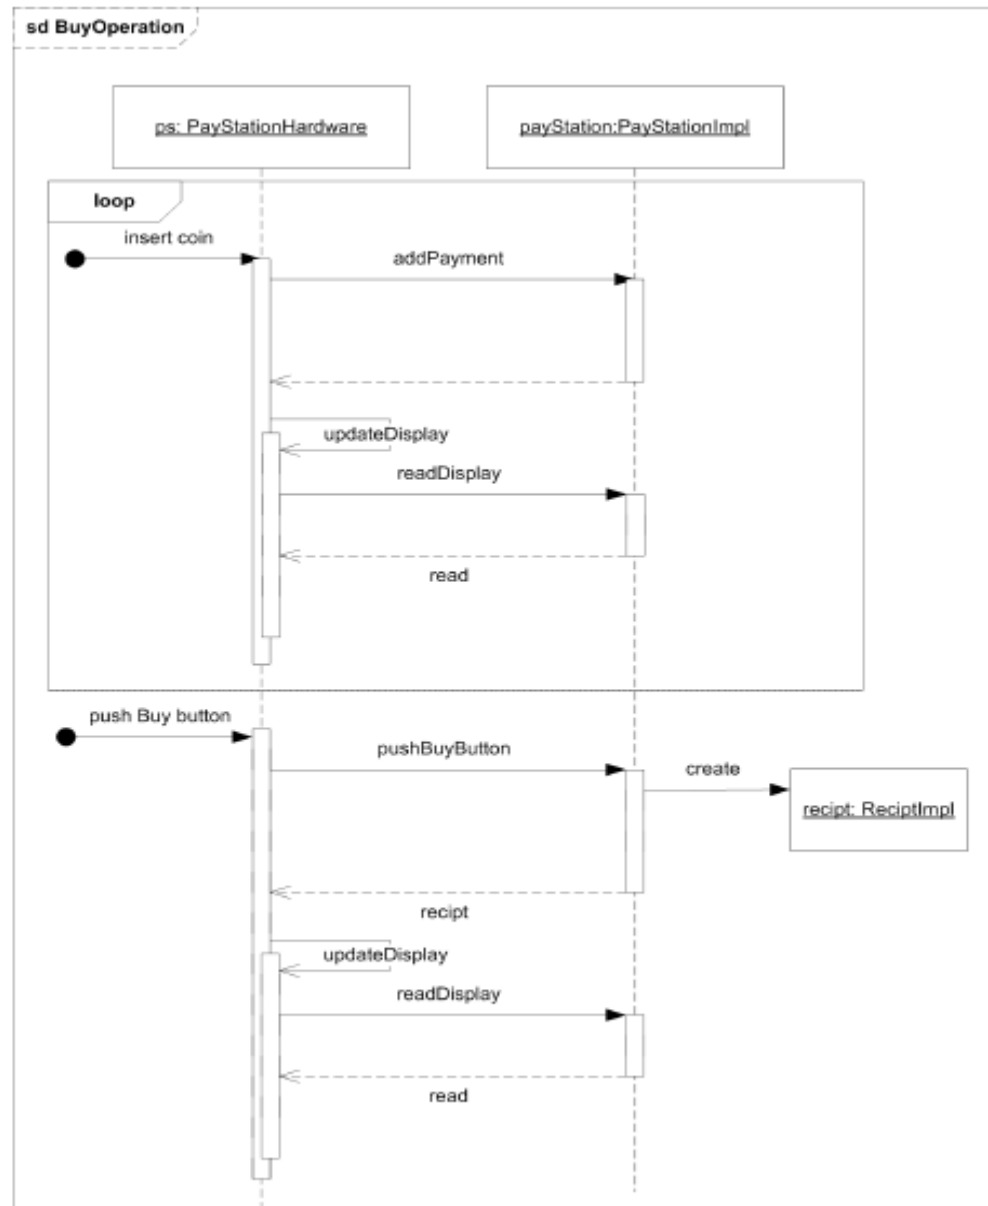 sd BuyOperation
ps: PayStationHardware
payStation:PayStationImpl
loop
insert coin
addPayment
updateDisplay
readDisplay
read
push Buy button
pushBuyButton
create
recipt: ReciptImpl
recipt
updateDisplay
readDisplay
read